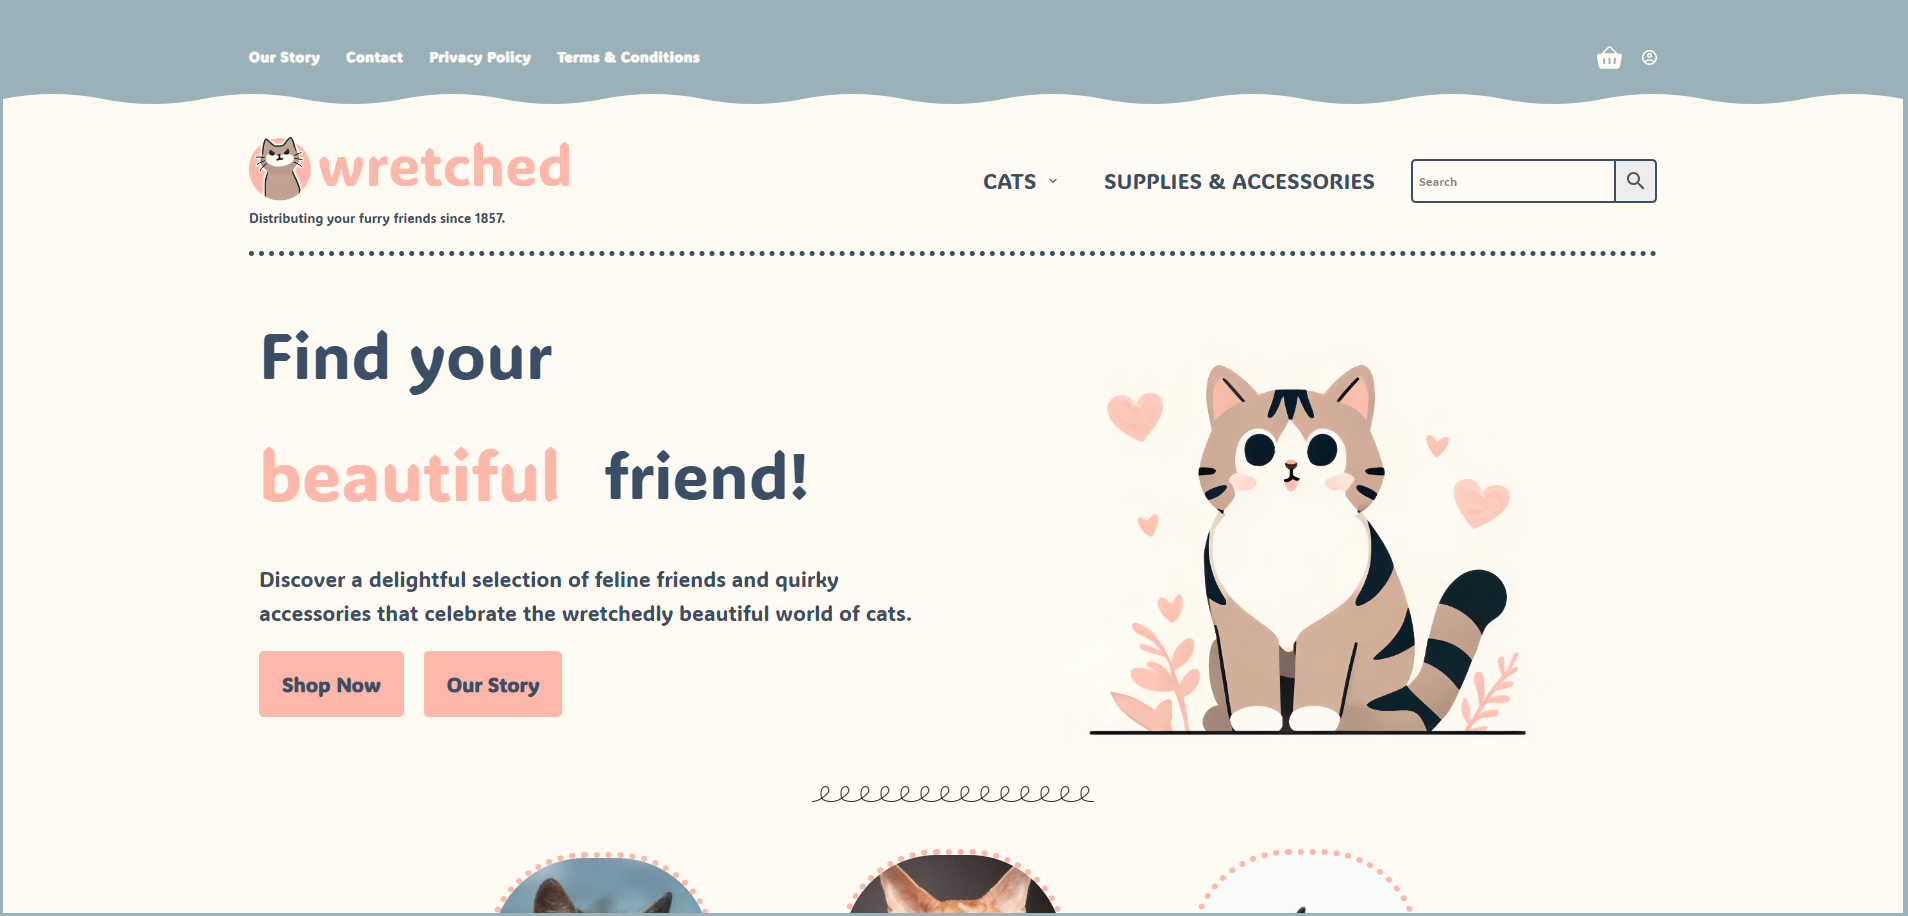 Our Story Contact Privacy Policy Terms & Conditions
wretched
Distributing your furry friends since 1857.
CATS SUPPLIES & ACCESSORIES Search
Find your
beautiful friend!
Discover a delightful selection of feline friends and quirky
accessories that celebrate the wretchedly beautiful world of cats.
Shop Now Our Story